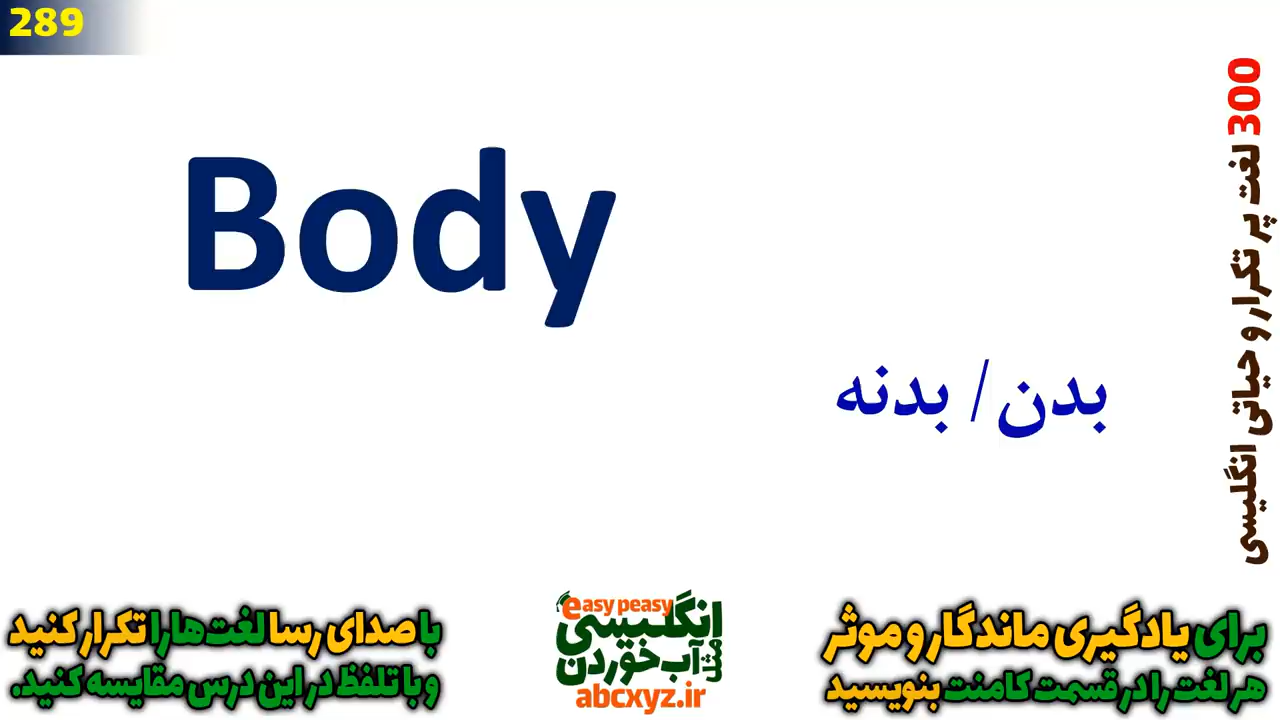 289
Body
بدن / بدنه
300 لغت پر تکرار و حیاتی انگلیسی
برای یادگیری ماندگار و موثر
هر لغت را در قسمت کامنت بنویسید
easy peasy
انگلیسی
مثل آب خوردن
abcxyz.ir
با صدای رسا لغت‌ها را تکرار کنید
و با تلفظ در این درس مقایسه کنید.